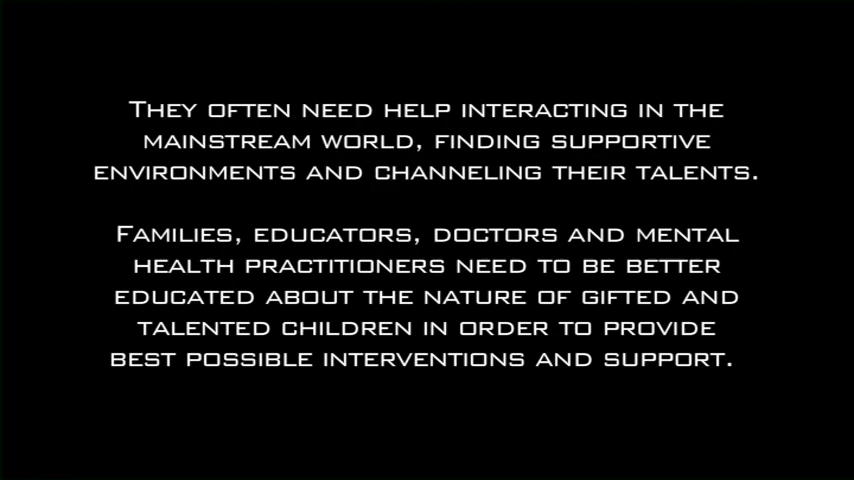 They often need help interacting in the
mainstream world, finding supportive
environments and channeling their talents.
Families, educators, doctors and mental
health practitioners need to be better
educated about the nature of gifted and
talented children in order to provide
best possible interventions and support.